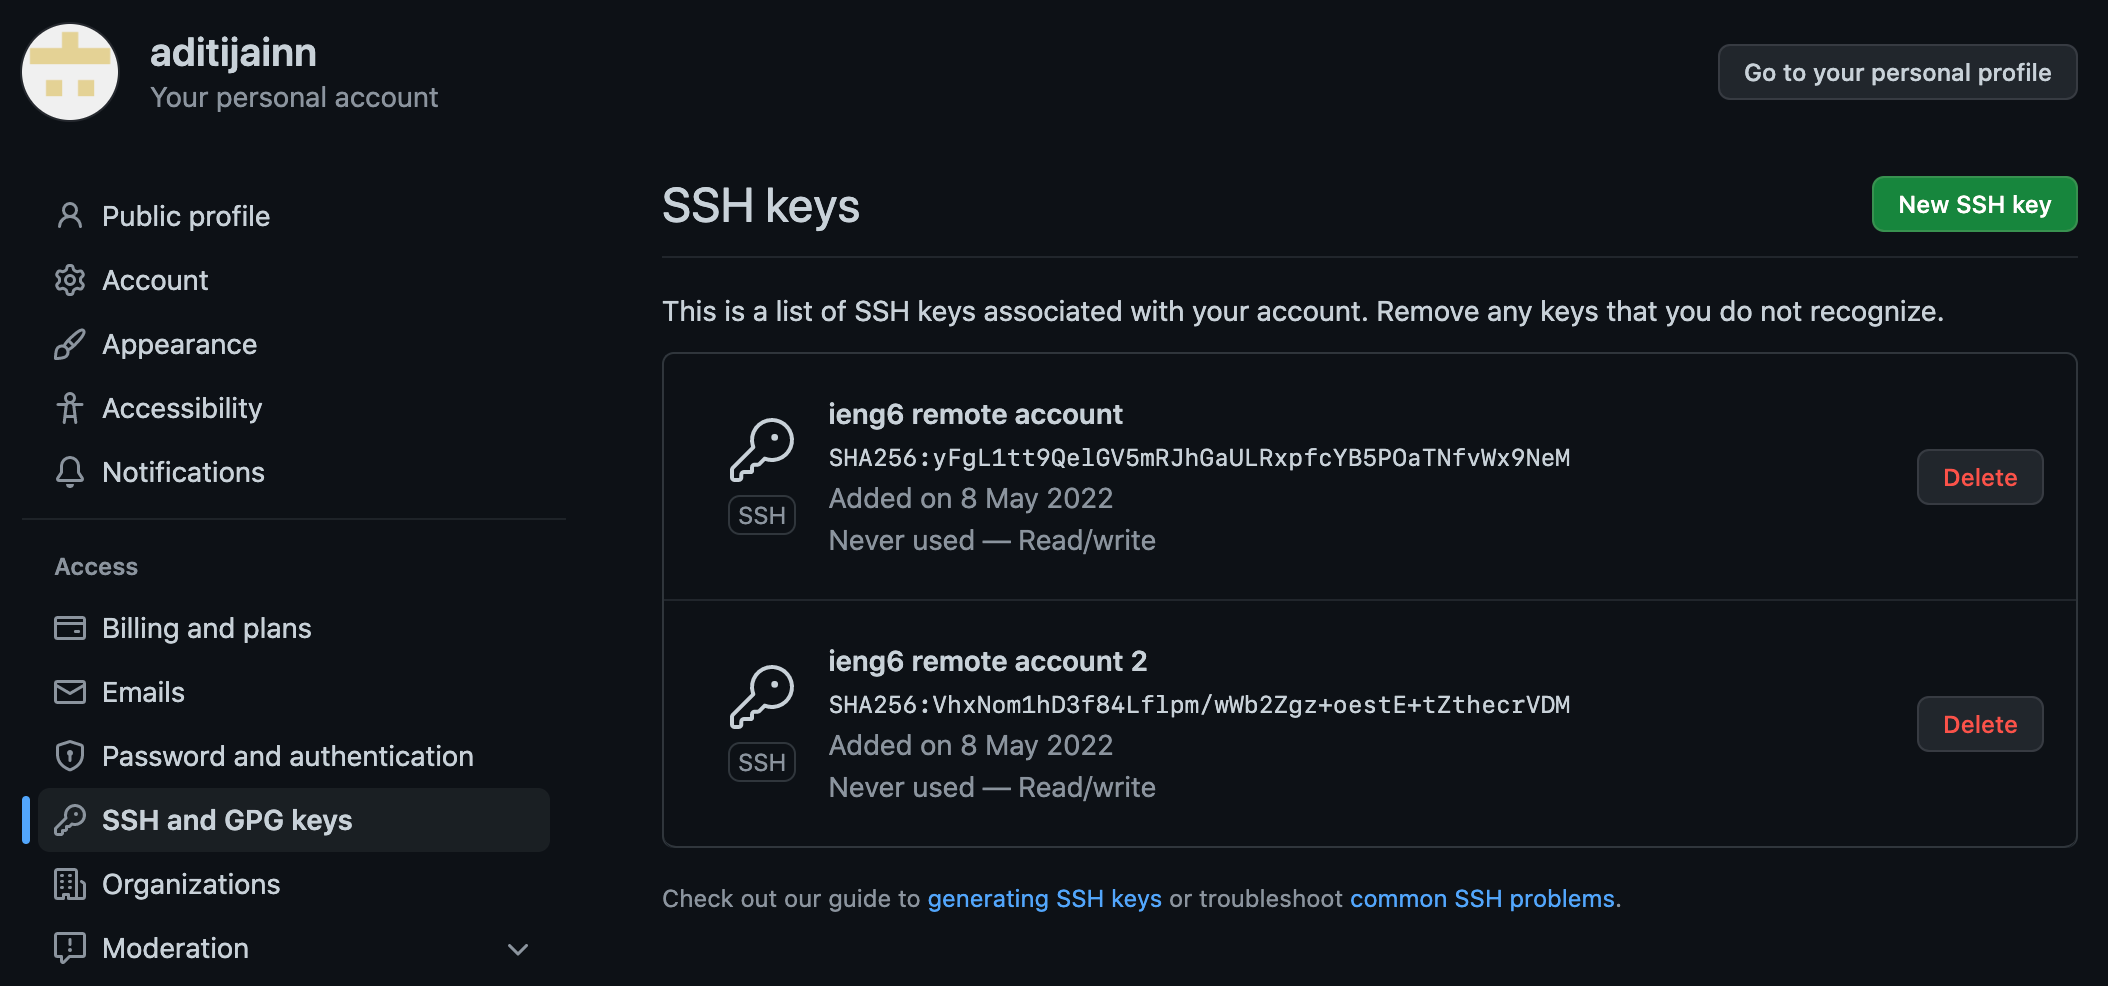 aditijainn
Your personal account
Go to your personal profile
Public profile
Account
Appearance
Accessibility
Notifications
Access
Billing and plans
Emails
Password and authentication
SSH and GPG keys
Organizations
Moderation
SSH keys
New SSH key
This is a list of SSH keys associated with your account. Remove any keys that you do not recognize.
ieng6 remote account
SHA256:yFgL1tt9QelGV5mRJhGaULRxpfcYB5POaTNfvWx9NeM
Added on 8 May 2022
Never used — Read/write
SSH
Delete
ieng6 remote account 2
SHA256:VhxNom1hD3f84Lflpm/wWb2Zgz+oestE+tZthecrVDM
Added on 8 May 2022
Never used — Read/write
SSH
Delete
Check out our guide to generating SSH keys or troubleshoot common SSH problems.